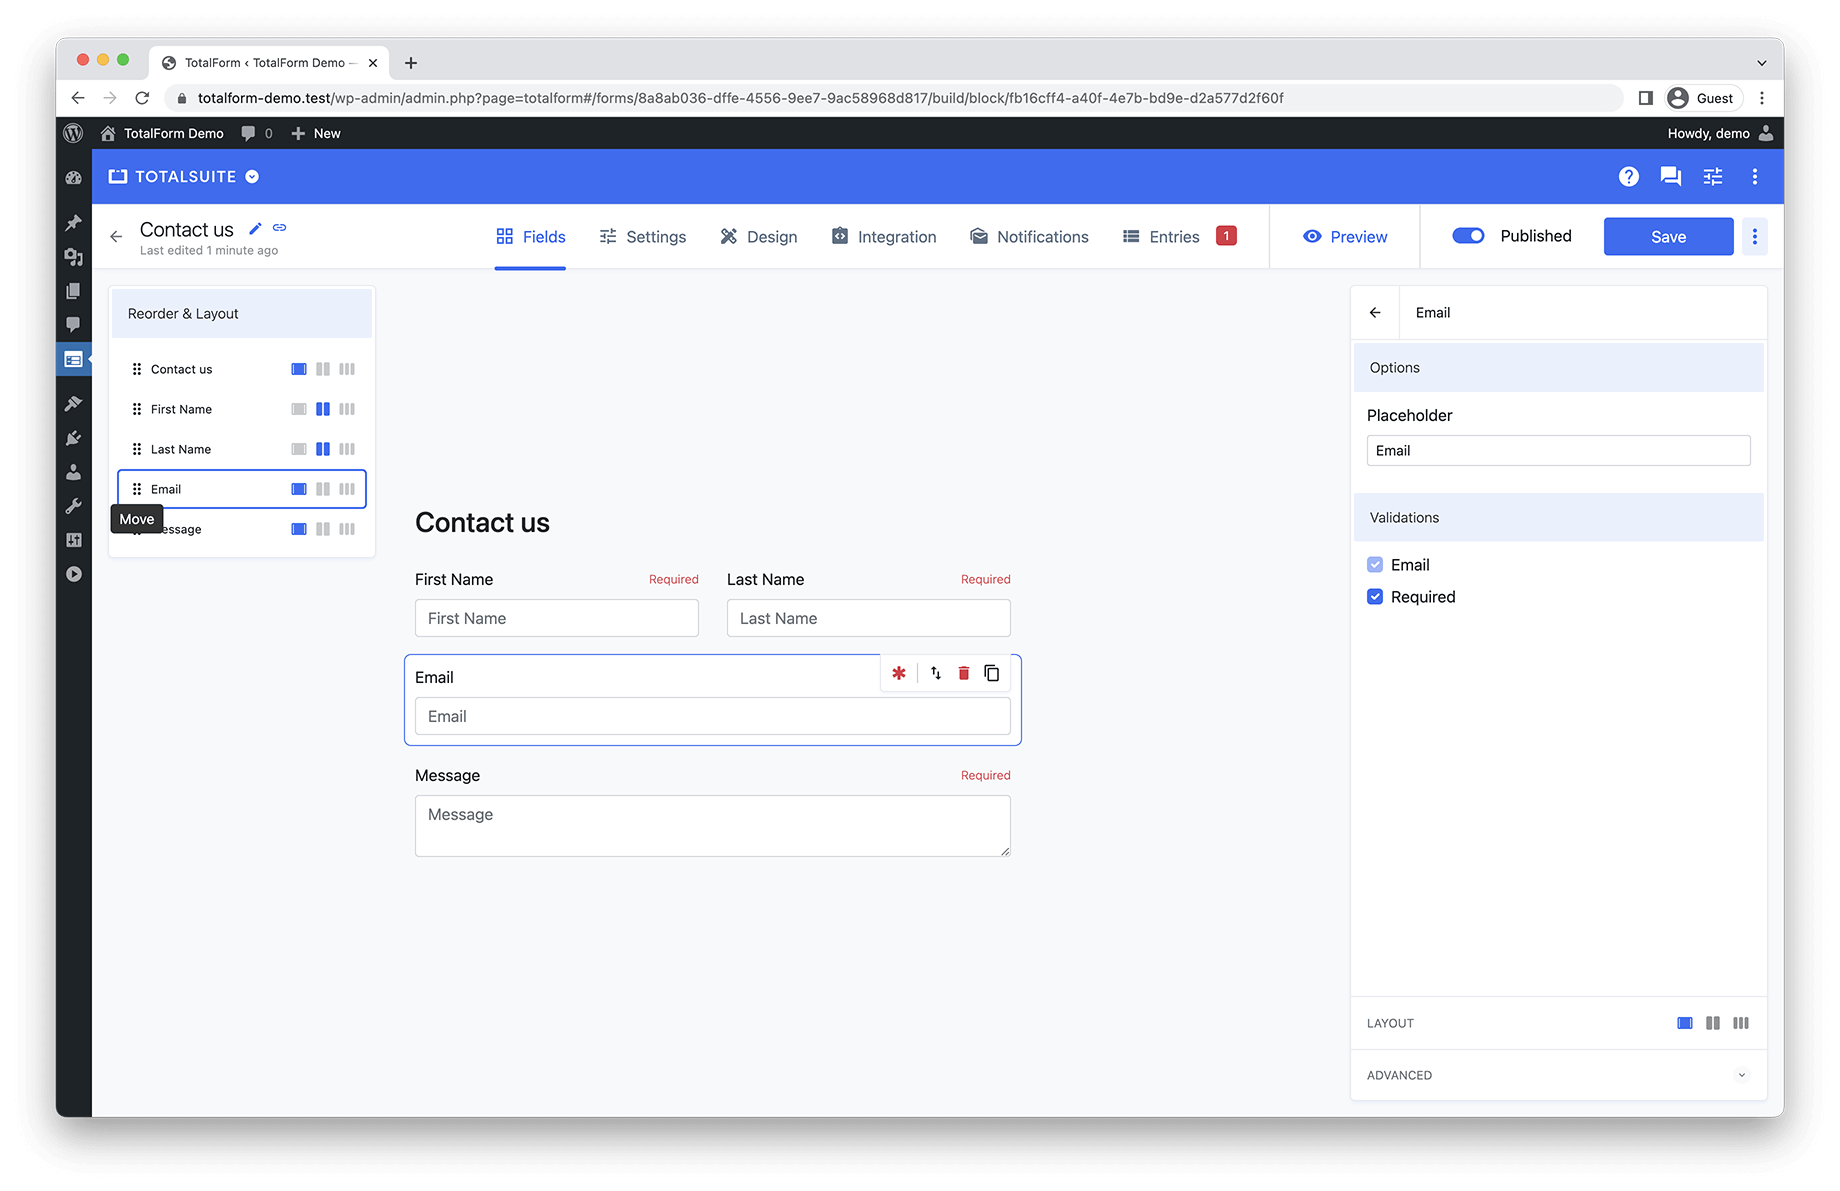 TotalForm ‹ TotalForm Demo –
totalform-demo.test/wp-admin/admin.php?page=totalform#/forms/8a8ab036-dffe-4556-9ee7-9ac58968d817/build/block/fb16cff4-a40f-4e7b-bd9e-d2a577d2f60f
Guest
TotalForm Demo 0 New
Howdy, demo
TOTALSUITE
Contact us
Last edited 1 minute ago
Fields Settings Design Integration Notifications Entries 1 Preview Published Save
Reorder & Layout
Contact us
First Name
Last Name
Email
Move
essage
Contact us
First Name Required Last Name Required
First Name Last Name
Email
Email
Message Required
Message
Email
Options
Placeholder
Email
Validations
Email
Required
LAYOUT
ADVANCED